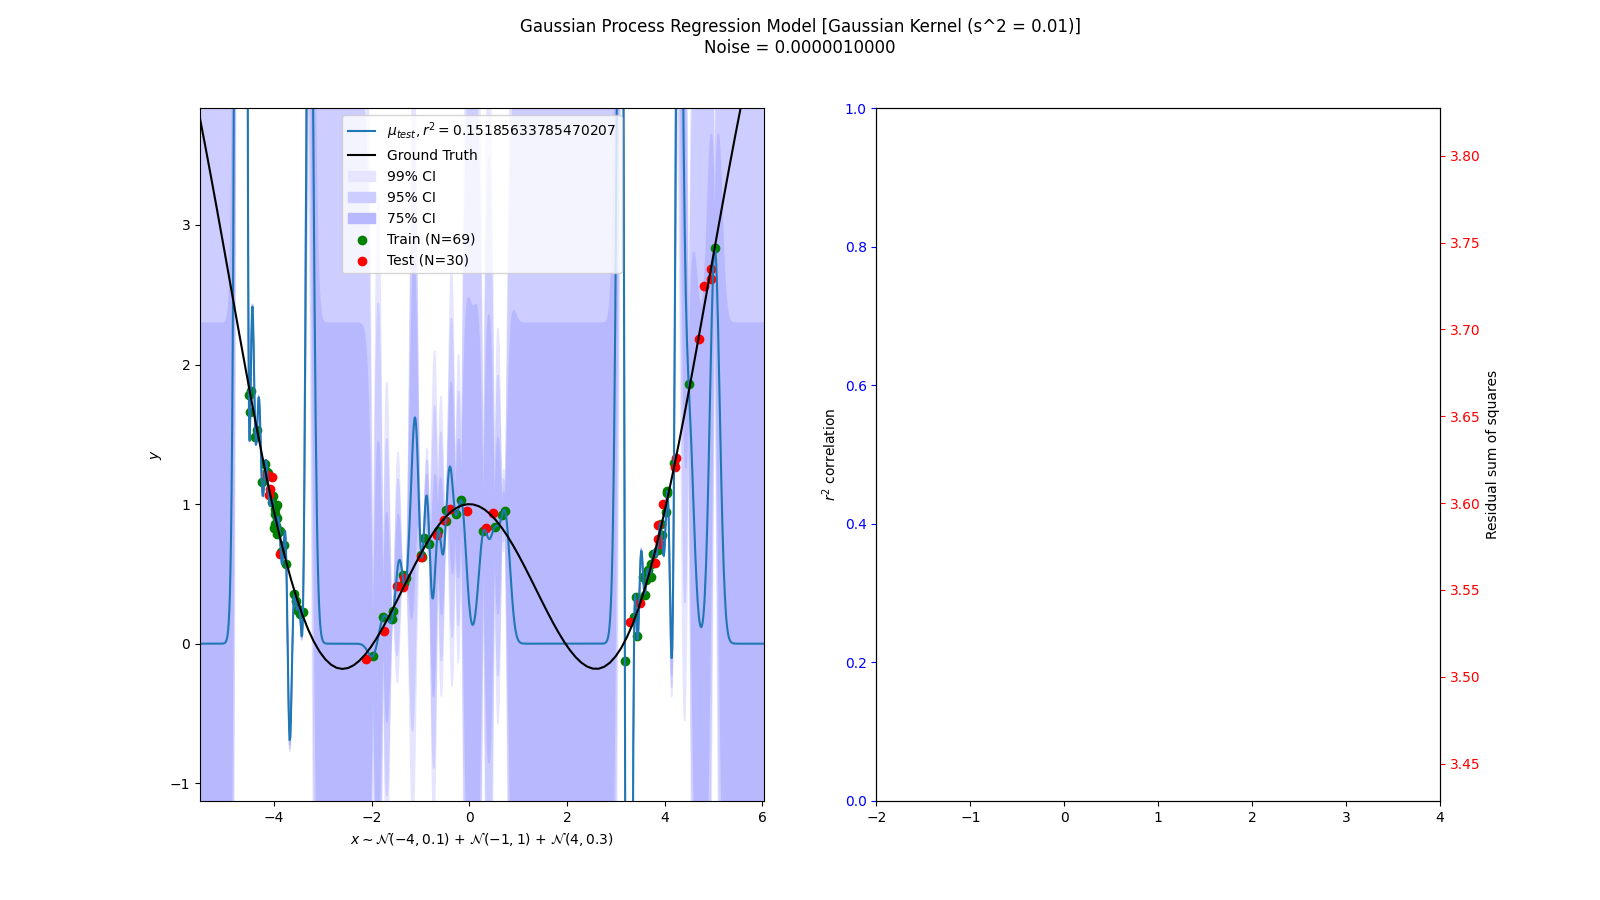 Gaussian Process Regression Model [Gaussian Kernel (s^2 = 0.01)]
Noise = 0.0000010000
μ_test, r² = 0.15185633785470207
Ground Truth
99% CI
95% CI
75% CI
Train (N=69)
Test (N=30)
3
2
1
0
−1
y
−4
−2
0
2
4
6
x ∼ 𝒩(−4, 0.1) + 𝒩(−1, 1) + 𝒩(4, 0.3)
1.0
0.8
0.6
0.4
0.2
0.0
r² correlation
−2
−1
0
1
2
3
4
3.80
3.75
3.70
3.65
3.60
3.55
3.50
3.45
Residual sum of squares